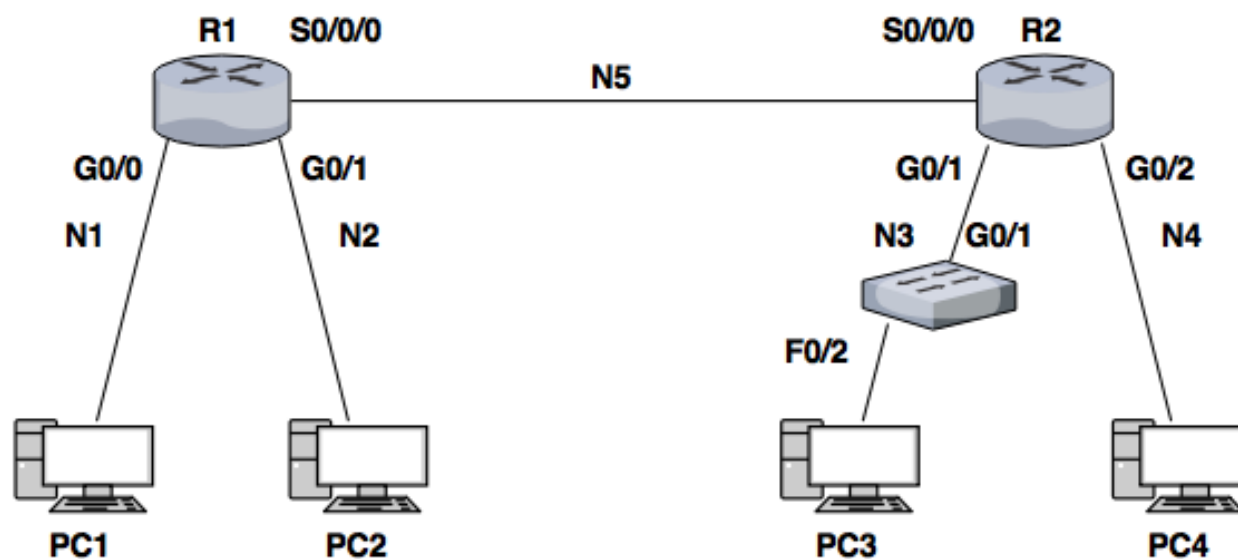 R1 S0/0/0 S0/0/0 R2
N5
G0/0 G0/1 G0/1 G0/2
N1 N2 N3 G0/1 N4
F0/2
PC1 PC2 PC3 PC4